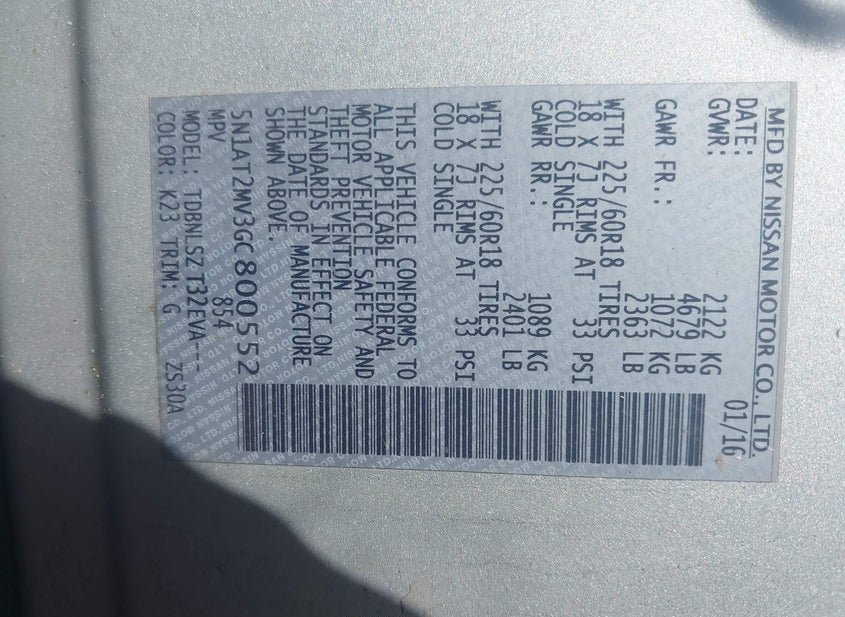 MFD BY NISSAN MOTOR CO., LTD.
DATE: 01/16
GVWR: 2122 KG
4679 LB
GAWR FR.: 1072 KG
2363 LB
WITH 225/60R18 TIRES
18 X 7J RIMS AT 33 PSI
COLD SINGLE
GAWR RR.: 1089 KG
2401 LB
WITH 225/60R18 TIRES
18 X 7J RIMS AT 33 PSI
COLD SINGLE
THIS VEHICLE CONFORMS TO
ALL APPLICABLE FEDERAL
MOTOR VEHICLE SAFETY AND
THEFT PREVENTION
STANDARDS IN EFFECT ON
THE DATE OF MANUFACTURE
SHOWN ABOVE.
5N1AT2MV3GC800552
MPV 854
MODEL: TDBNLSZ T32EVA---
COLOR: K23 TRIM: G ZS30A